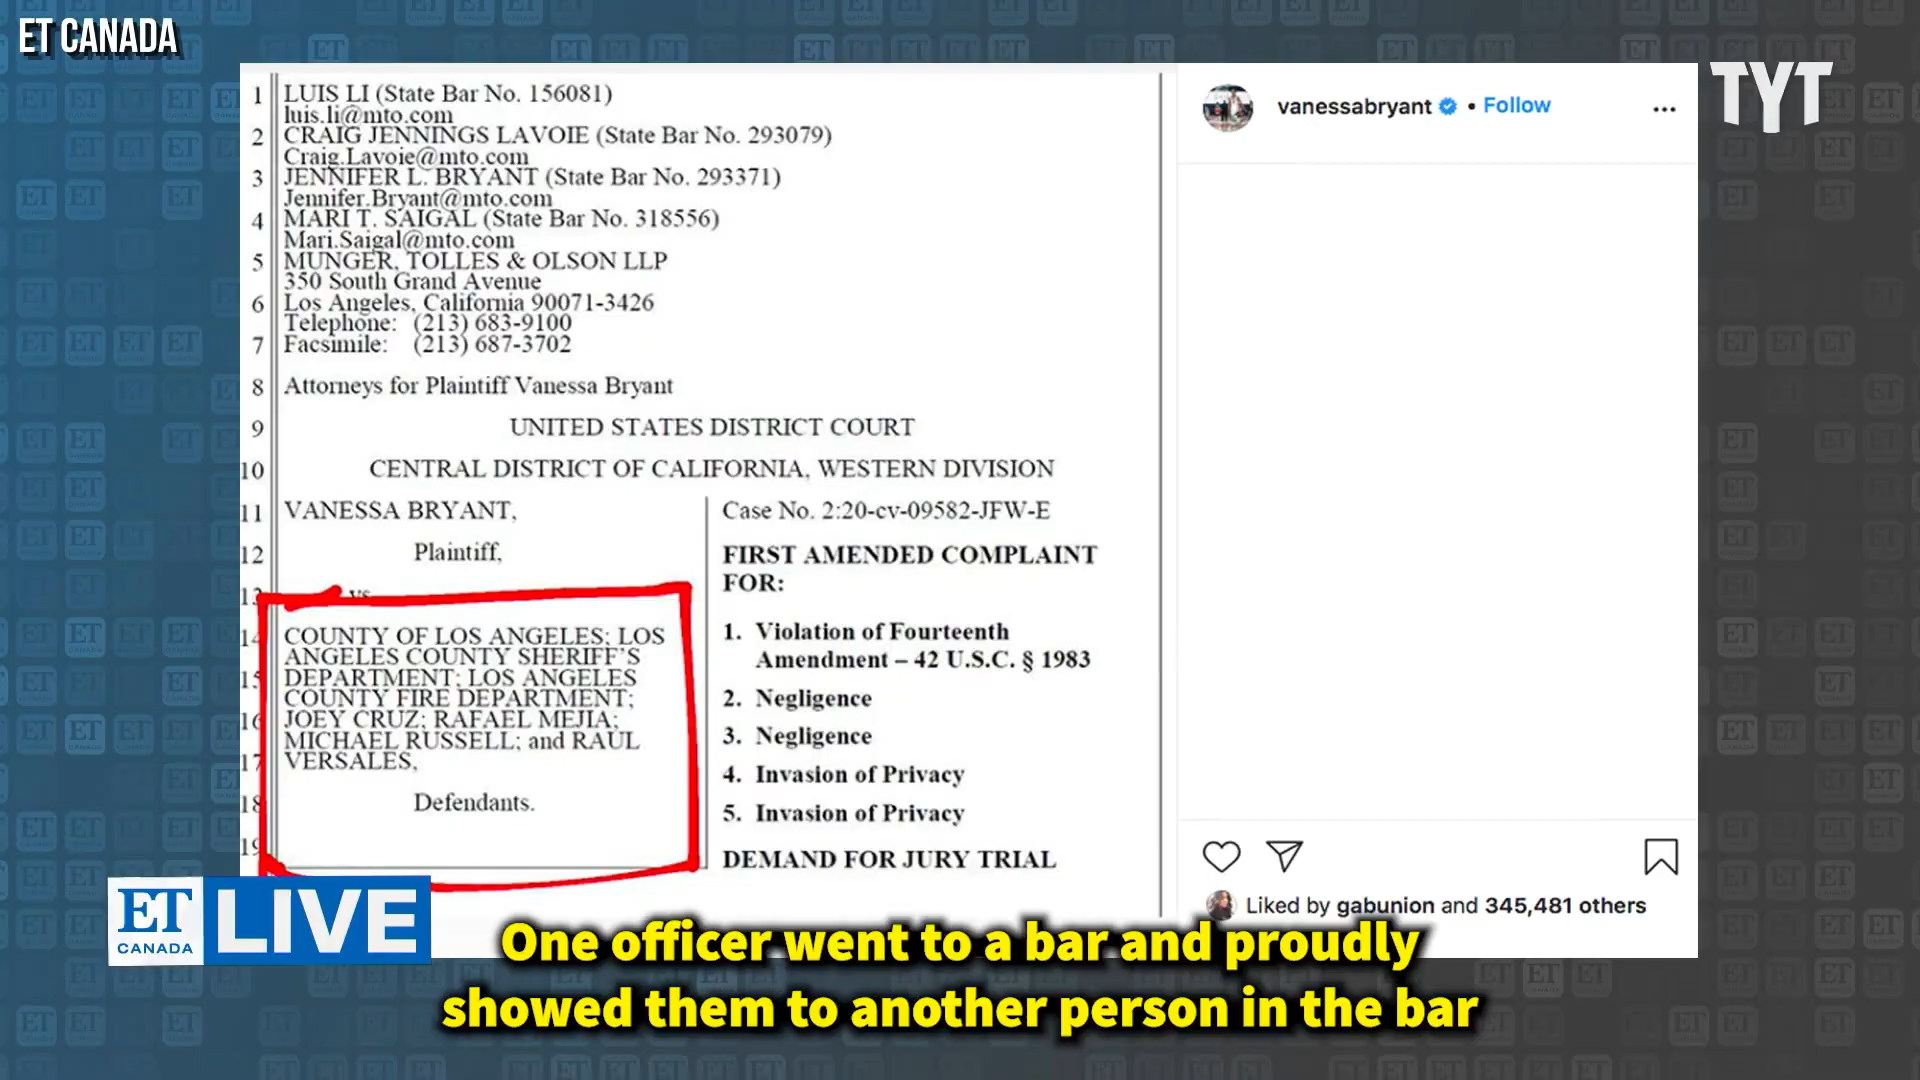 ET CANADA
TYT
1 LUIS LI (State Bar No. 156081)
luis.li@mto.com
2 CRAIG JENNINGS LAVOIE (State Bar No. 293079)
Craig.Lavoie@mto.com
3 JENNIFER L. BRYANT (State Bar No. 293371)
Jennifer.Bryant@mto.com
4 MARI T. SAIGAL (State Bar No. 318556)
Mari.Saigal@mto.com
5 MUNGER, TOLLES & OLSON LLP
350 South Grand Avenue
6 Los Angeles, California 90071-3426
Telephone: (213) 683-9100
7 Facsimile: (213) 687-3702
8 Attorneys for Plaintiff Vanessa Bryant
9 UNITED STATES DISTRICT COURT
10 CENTRAL DISTRICT OF CALIFORNIA, WESTERN DIVISION
11 VANESSA BRYANT,
12 Plaintiff,
13 vs.
14 COUNTY OF LOS ANGELES; LOS
ANGELES COUNTY SHERIFF'S
15 DEPARTMENT; LOS ANGELES
COUNTY FIRE DEPARTMENT;
16 JOEY CRUZ; RAFAEL MEJIA;
MICHAEL RUSSELL; and RAUL
17 VERSALES,
18 Defendants.
19
Case No. 2:20-cv-09582-JFW-E
FIRST AMENDED COMPLAINT
FOR:
1. Violation of Fourteenth
Amendment – 42 U.S.C. § 1983
2. Negligence
3. Negligence
4. Invasion of Privacy
5. Invasion of Privacy
DEMAND FOR JURY TRIAL
vanessabryant • Follow
Liked by gabunion and 345,481 others
ET
CANADA
LIVE
One officer went to a bar and proudly
showed them to another person in the bar